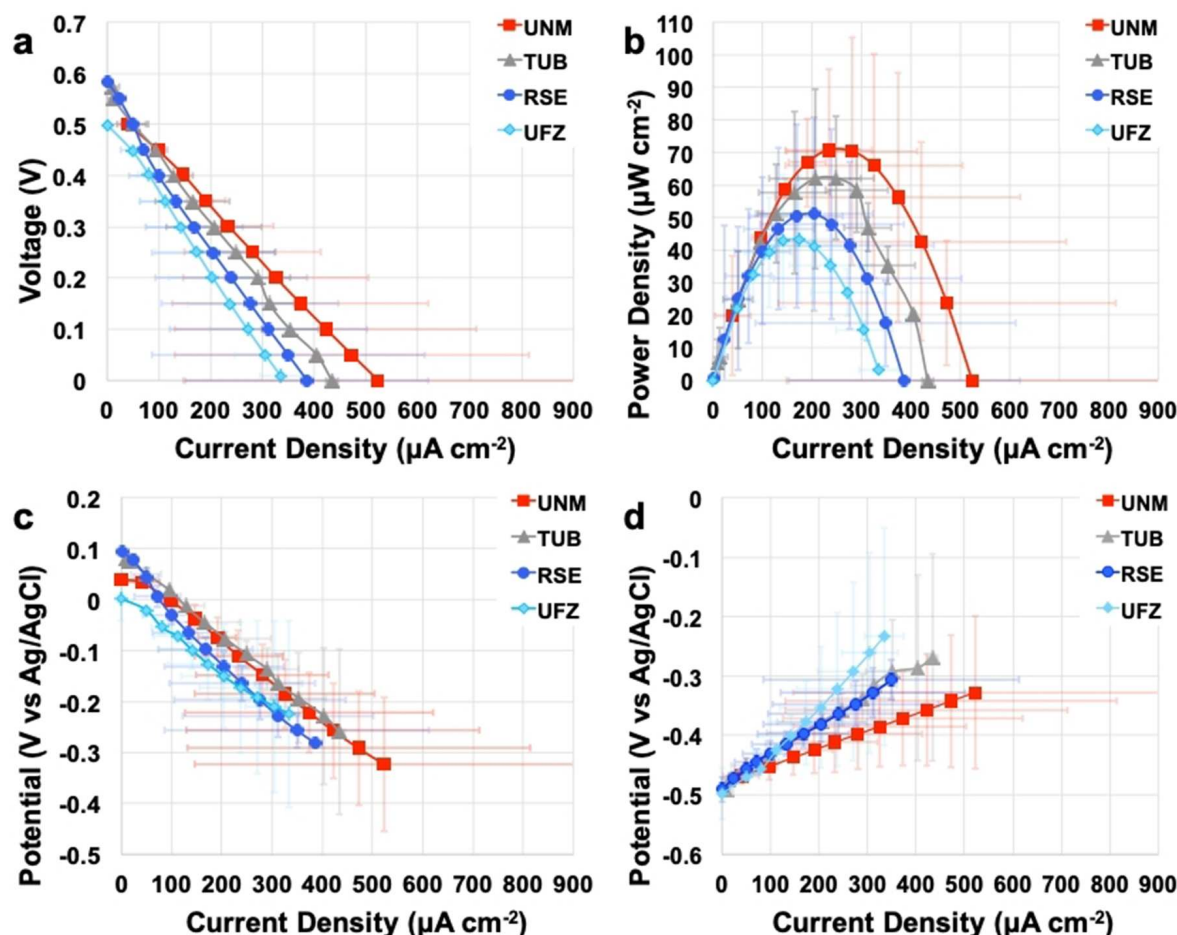 a
0.7
0.6
0.5
0.4
0.3
0.2
0.1
0
Voltage (V)
0 100 200 300 400 500 600 700 800 900
Current Density (µA cm-2)
UNM
TUB
RSE
UFZ
b
110
100
90
80
70
60
50
40
30
20
10
0
Power Density (µW cm-2)
0 100 200 300 400 500 600 700 800 900
Current Density (µA cm-2)
UNM
TUB
RSE
UFZ
c
0.2
0.1
0
-0.1
-0.2
-0.3
-0.4
-0.5
Potential (V vs Ag/AgCl)
0 100 200 300 400 500 600 700 800 900
Current Density (µA cm-2)
UNM
TUB
RSE
UFZ
d
0
-0.1
-0.2
-0.3
-0.4
-0.5
-0.6
Potential (V vs Ag/AgCl)
0 100 200 300 400 500 600 700 800 900
Current Density (µA cm-2)
UNM
TUB
RSE
UFZ